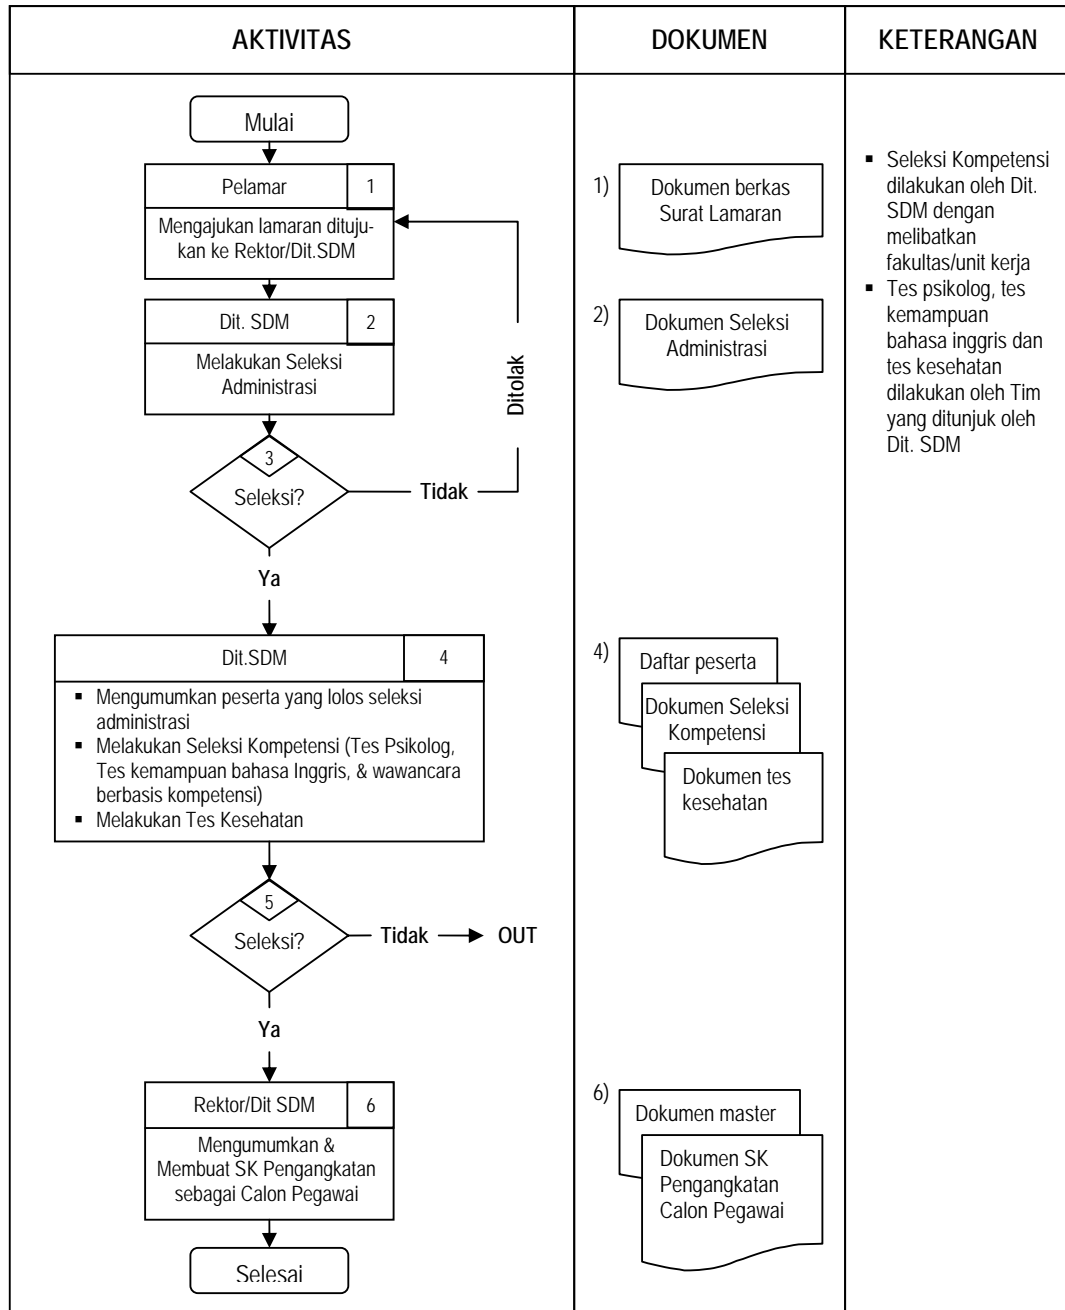 AKTIVITAS
DOKUMEN
KETERANGAN
Mulai
Pelamar
1
Mengajukan lamaran dituju-
kan ke Rektor/Dit.SDM
Dit. SDM
2
Melakukan Seleksi
Administrasi
Ditolak
3
Seleksi?
Tidak
Ya
Dit.SDM
4
▪ Mengumumkan peserta yang lolos seleksi
administrasi
▪ Melakukan Seleksi Kompetensi (Tes Psikolog,
Tes kemampuan bahasa Inggris, & wawancara
berbasis kompetensi)
▪ Melakukan Tes Kesehatan
5
Seleksi?
Tidak
OUT
Ya
Rektor/Dit SDM
6
Mengumumkan &
Membuat SK Pengangkatan
sebagai Calon Pegawai
Selesai
1)
Dokumen berkas
Surat Lamaran
2)
Dokumen Seleksi
Administrasi
4)
Daftar peserta
Dokumen Seleksi
Kompetensi
Dokumen tes
kesehatan
6)
Dokumen master
Dokumen SK
Pengangkatan
Calon Pegawai
▪ Seleksi Kompetensi
dilakukan oleh Dit.
SDM dengan
melibatkan
fakultas/unit kerja
▪ Tes psikolog, tes
kemampuan
bahasa inggris dan
tes kesehatan
dilakukan oleh Tim
yang ditunjuk oleh
Dit. SDM